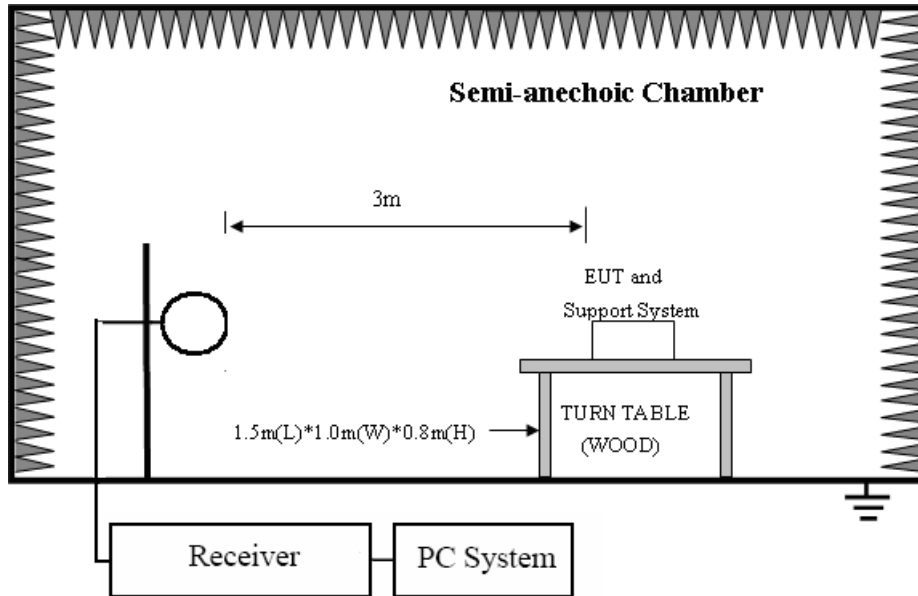 Semi-anechoic Chamber
3m
EUT and
Support System
1.5m(L)*1.0m(W)*0.8m(H)
TURN TABLE
(WOOD)
Receiver
PC System